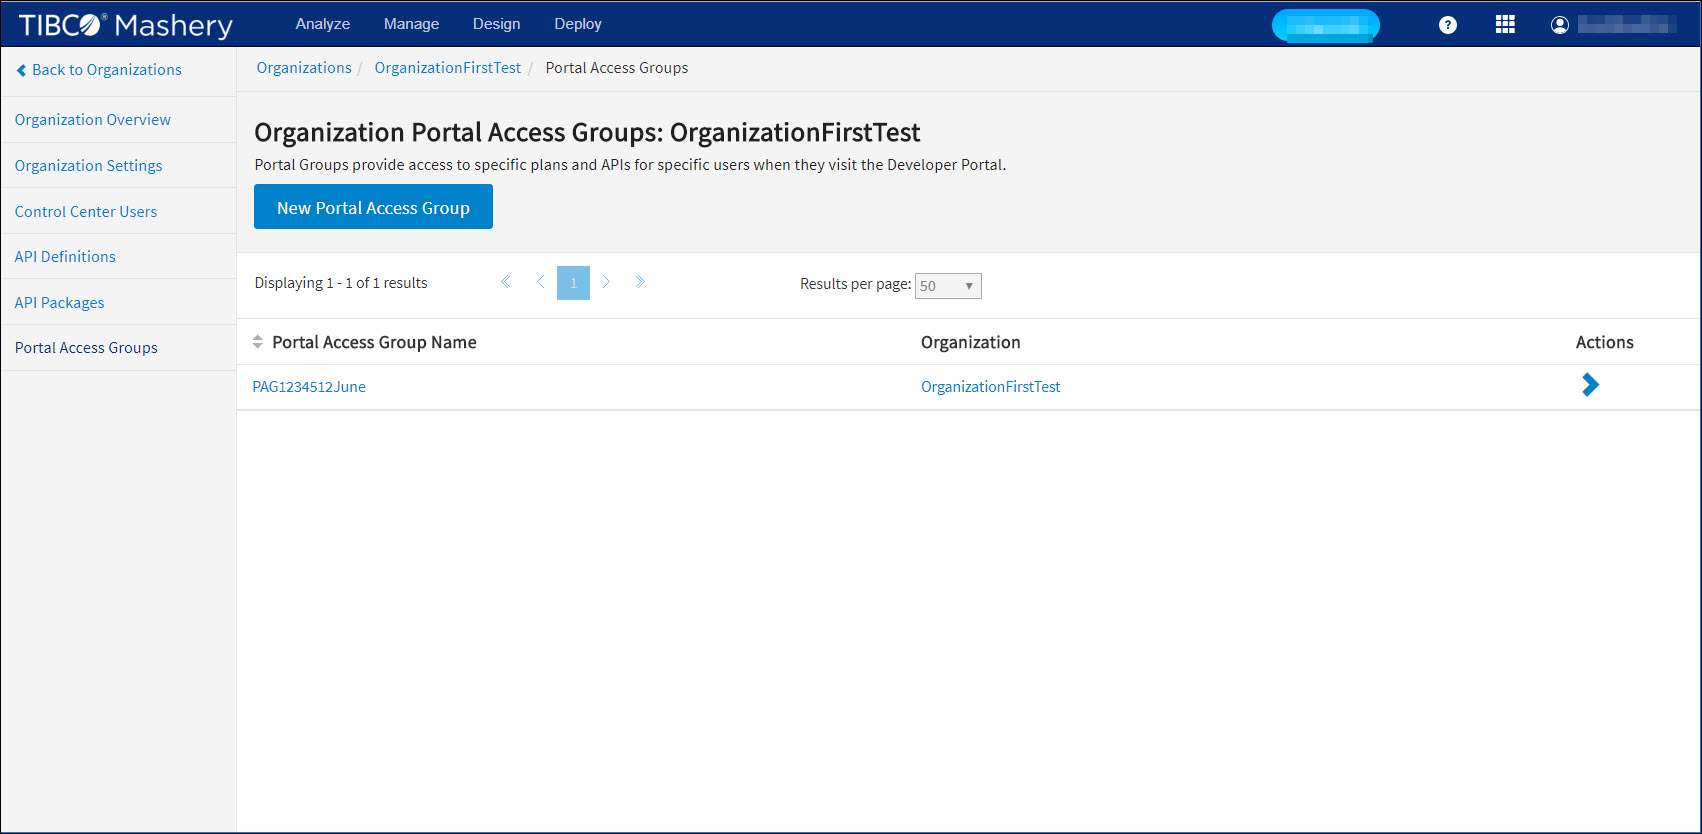 TIBCO® Mashery
Analyze
Manage
Design
Deploy
?
Back to Organizations
Organization Overview
Organization Settings
Control Center Users
API Definitions
API Packages
Portal Access Groups
Organizations / OrganizationFirstTest / Portal Access Groups
Organization Portal Access Groups: OrganizationFirstTest
Portal Groups provide access to specific plans and APIs for specific users when they visit the Developer Portal.
New Portal Access Group
Displaying 1 - 1 of 1 results
1
Results per page: 50
Portal Access Group Name
Organization
Actions
PAG1234512June
OrganizationFirstTest